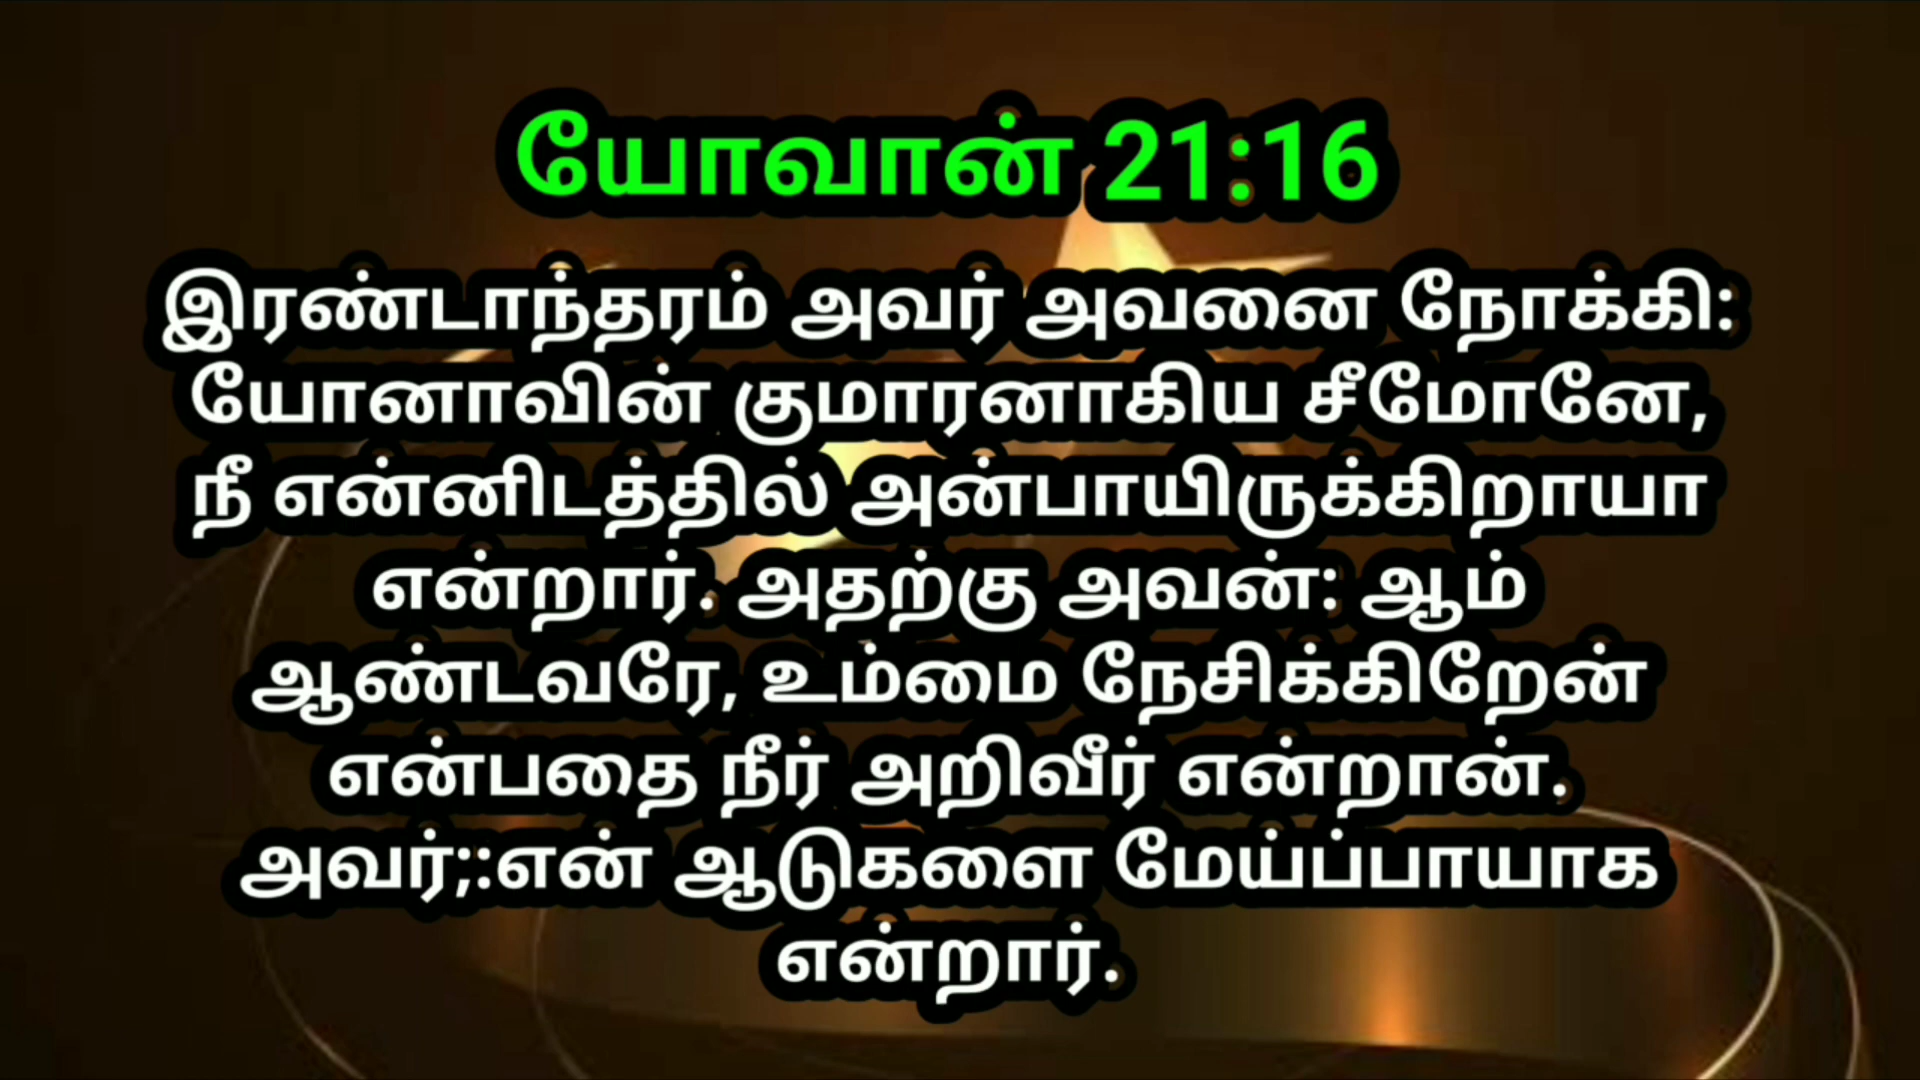 யோவான் 21:16
இரண்டாந்தரம் அவர் அவனை நோக்கி:
யோனாவின் குமாரனாகிய சீமோனே,
நீ என்னிடத்தில் அன்பாயிருக்கிறாயா
என்றார். அதற்கு அவன்: ஆம்
ஆண்டவரே, உம்மை நேசிக்கிறேன்
என்பதை நீர் அறிவீர் என்றான்.
அவர்;:என் ஆடுகளை மேய்ப்பாயாக
என்றார்.